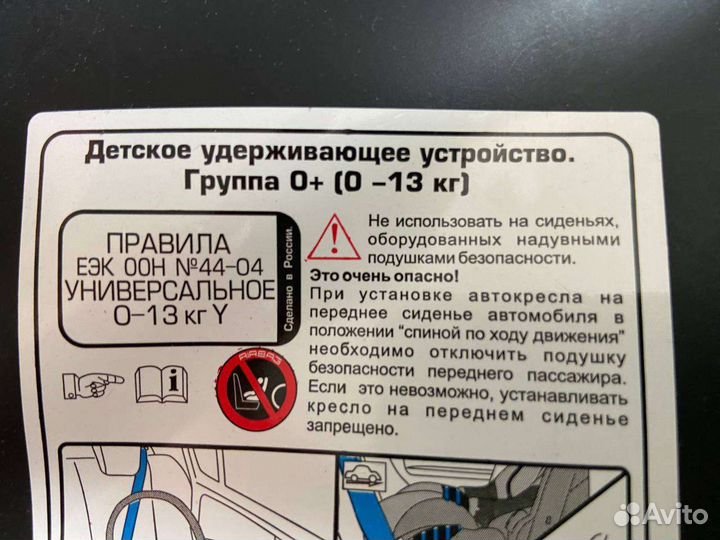 Детское удерживающее устройство.
Группа 0+ (0 –13 кг)
ПРАВИЛА
ЕЭК ООН №44-04
УНИВЕРСАЛЬНОЕ
0-13 кг Y
Сделано в России.
Не использовать на сиденьях,
оборудованных надувными
подушками безопасности.
Это очень опасно!
При установке автокресла на
переднее сиденье автомобиля в
положении "спиной по ходу движения"
необходимо отключить подушку
безопасности переднего пассажира.
Если это невозможно, устанавливать
кресло на переднем сиденье
запрещено.
AIRBAG
i
Avito